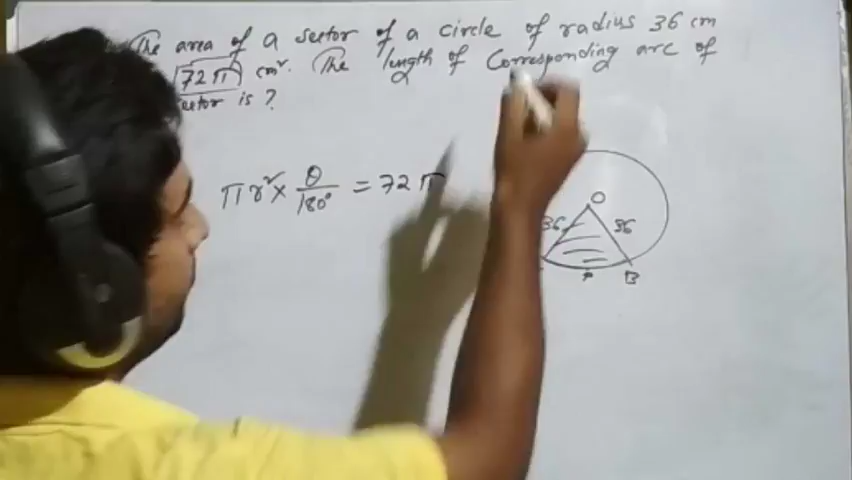 The area of a sector of a circle of radius 36 cm
72π cm². The length of Corresponding arc of
sector is ?
πr² × θ/180° = 72π
O
36 36
A B